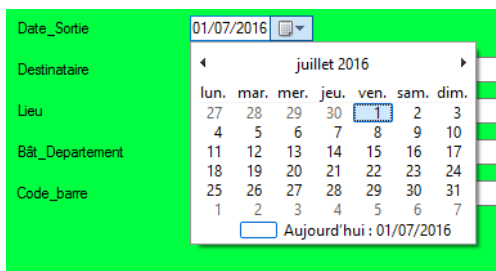 Date_Sortie 01/07/2016
Destinataire
Lieu
Bât_Departement
Code_barre
juillet 2016
lun. mar. mer. jeu. ven. sam. dim.
27 28 29 30 1 2 3
4 5 6 7 8 9 10
11 12 13 14 15 16 17
18 19 20 21 22 23 24
25 26 27 28 29 30 31
1 2 3 4 5 6 7
Aujourd'hui : 01/07/2016